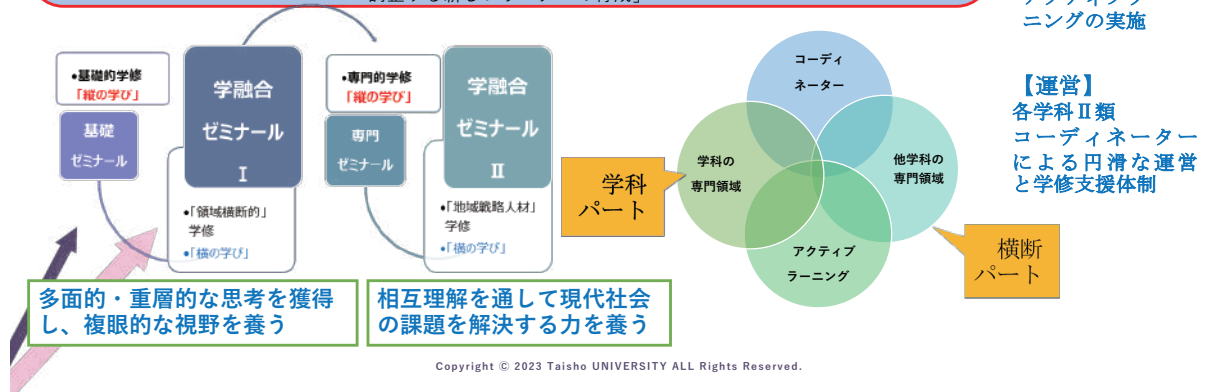 ニングの実施
•基礎的学修
「縦の学び」
基礎
ゼミナール
学融合
ゼミナール
Ⅰ
•「領域横断的」
学修
•「横の学び」
•専門的学修
「縦の学び」
専門
ゼミナール
学融合
ゼミナール
Ⅱ
•「地域戦略人材」
学修
•「横の学び」
多面的・重層的な思考を獲得
し、複眼的な視野を養う
相互理解を通して現代社会
の課題を解決する力を養う
学科
パート
コーディ
ネーター
学科の
専門領域
他学科の
専門領域
アクティブ
ラーニング
横断
パート
【運営】
各学科Ⅱ類
コーディネーター
による円滑な運営
と学修支援体制
Copyright © 2023 Taisho UNIVERSITY ALL Rights Reserved.